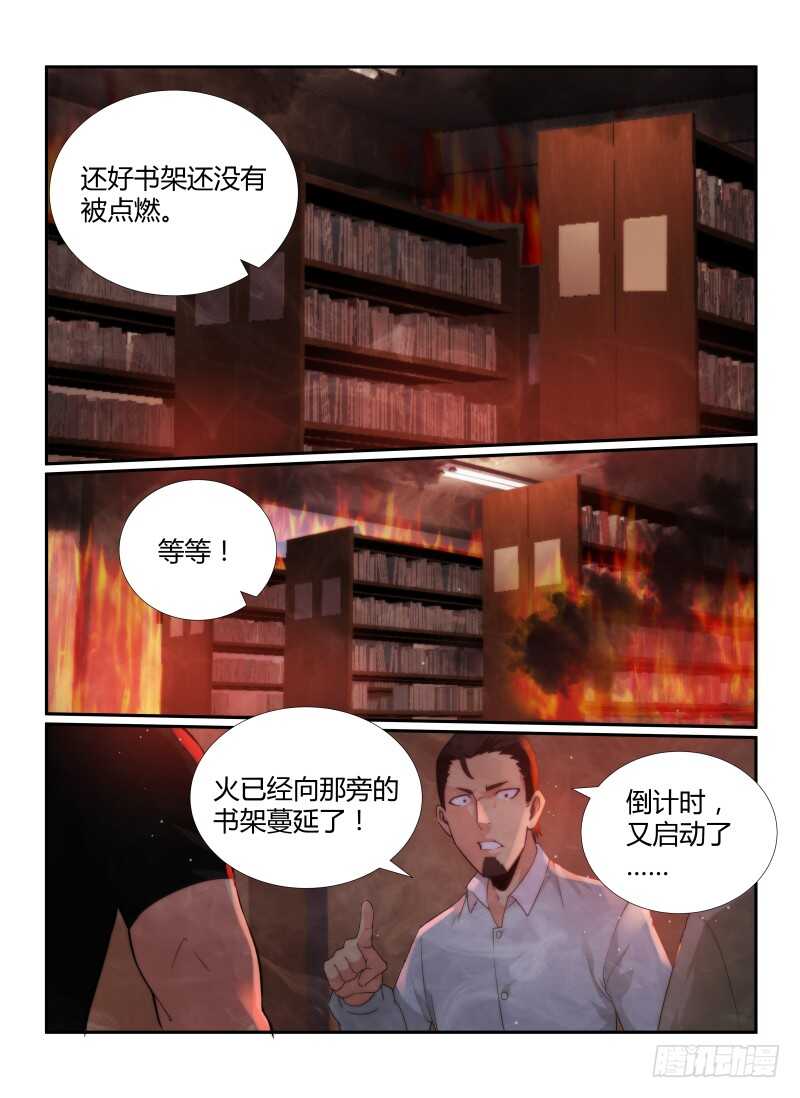 还好书架还没有
被点燃。
等等！
火已经向那旁的
书架蔓延了！
倒计时，
又启动了
……
腾讯动漫